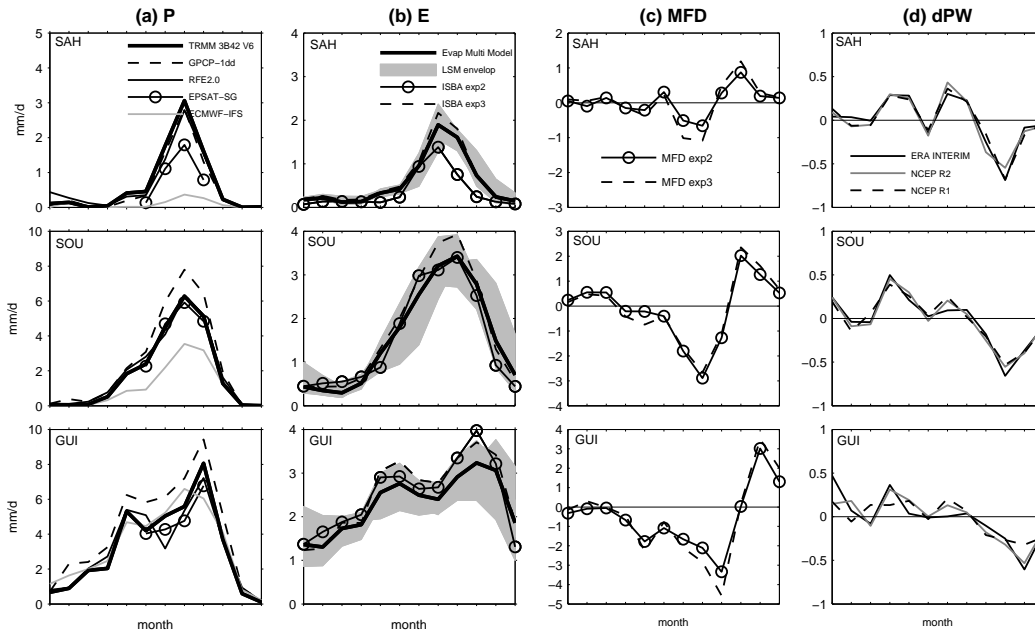 (a) P
(b) E
(c) MFD
(d) dPW
SAH
TRMM 3B42 V6
GPCP−1dd
RFE2.0
EPSAT−SG
ECMWF−IFS
mm/d
5
4
3
2
1
0
SAH
Evap Multi Model
LSM envelop
ISBA exp2
ISBA exp3
5
4
3
2
1
0
SAH
MFD exp2
MFD exp3
2
1
0
−1
−2
−3
SAH
ERA INTERIM
NCEP R2
NCEP R1
1
0.5
0
−0.5
−1
SOU
mm/d
10
8
6
4
2
0
SOU
4
3
2
1
0
SOU
3
2
1
0
−1
−2
−3
−4
SOU
1
0.5
0
−0.5
−1
GUI
mm/d
10
8
6
4
2
0
month
GUI
4
3
2
1
0
month
GUI
5
4
3
2
1
0
−1
−2
−3
−4
−5
month
GUI
1
0.5
0
−0.5
−1
month